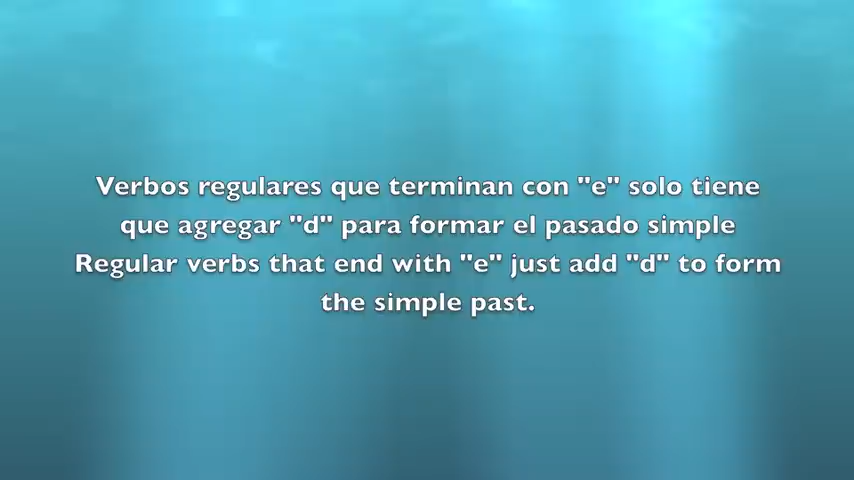 Verbos regulares que terminan con "e" solo tiene
que agregar "d" para formar el pasado simple
Regular verbs that end with "e" just add "d" to form
the simple past.